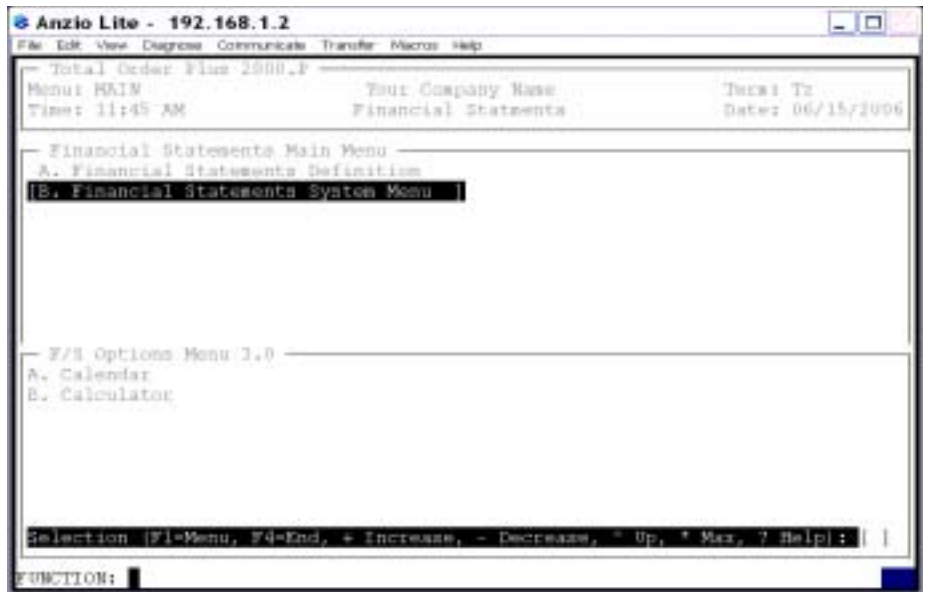 Anzio Lite - 192.168.1.2
File Edit View Diagnose Communicate Transfer Macros Help
Total Order Plus 2000.P
Menu: MAIN Your Company Name Term: Tz
Time: 11:45 AM Financial Statments Date: 06/15/2006
Financial Statements Main Menu
A. Financial Statements Definition
[B. Financial Statements System Menu ]
F/S Options Menu 3.0
A. Calendar
B. Calculator
Selection (F1=Menu, F4=End, + Increase, - Decrease, ^ Up, * Max, ? Help): [ ]
FUNCTION: